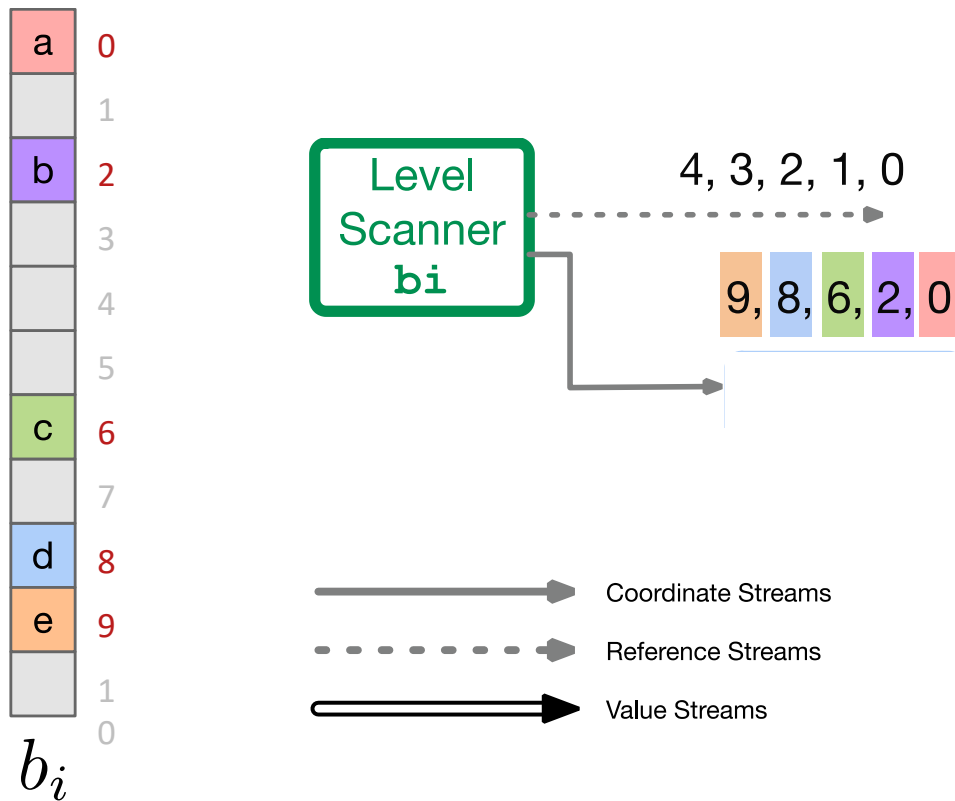 a 0
1
b 2
3
4
5
c 6
7
d 8
e 9
1
0
b_i
Level
Scanner
bi
4, 3, 2, 1, 0
9, 8, 6, 2, 0
Coordinate Streams
Reference Streams
Value Streams